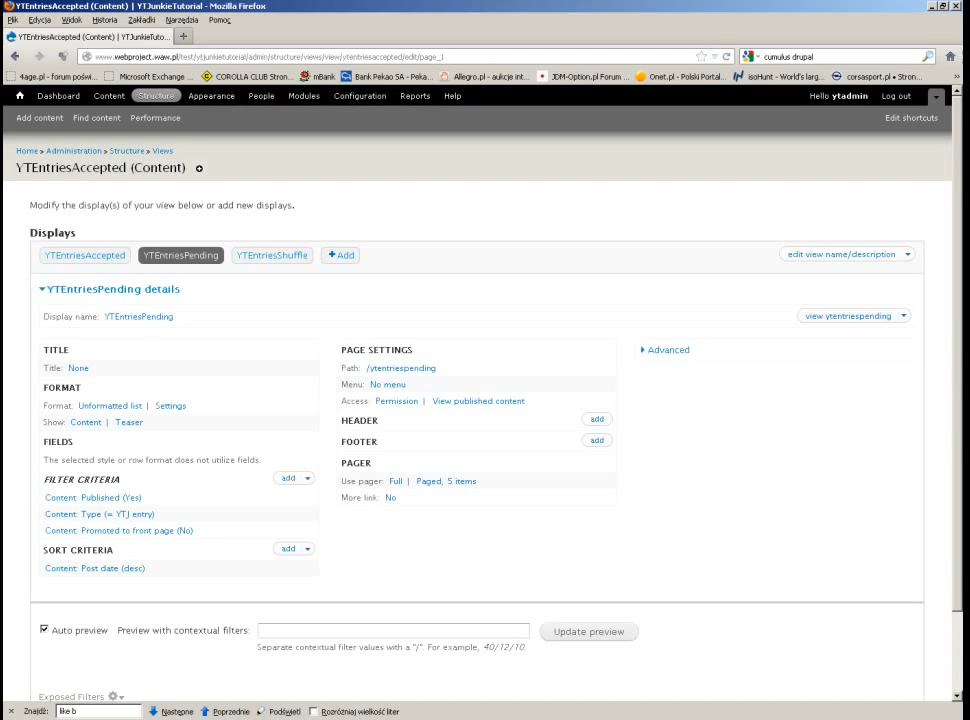 YTEntriesAccepted (Content) | YTJunkieTutorial - Mozilla Firefox
Plik Edycja Widok Historia Zakładki Narzędzia Pomoc
YTEntriesAccepted (Content) | YTJunkieTuto... +
www.webproject.waw.pl/test/ytjunkietutorial/admin/structure/views/view/ytentriesaccepted/edit/page_1 cumulus drupal
4age.pl - forum poświ... Microsoft Exchange ... COROLLA CLUB Stron... mBank Bank Pekao SA - Peka... Allegro.pl - aukcje int... JDM-Option.pl Forum ... Onet.pl - Polski Portal... isoHunt - World's larg... corsasport.pl • Stron... »
Dashboard Content Structure Appearance People Modules Configuration Reports Help Hello ytadmin Log out
Add content Find content Performance Edit shortcuts
Home » Administration » Structure » Views
YTEntriesAccepted (Content)
Modify the display(s) of your view below or add new displays.
Displays
YTEntriesAccepted YTEntriesPending YTEntriesShuffle + Add edit view name/description
YTEntriesPending details
Display name: YTEntriesPending view ytentriespending
TITLE PAGE SETTINGS Advanced
Title: None Path: /ytentriespending
FORMAT Menu: No menu
Format: Unformatted list | Settings Access: Permission | View published content
Show: Content | Teaser HEADER add
FIELDS FOOTER add
The selected style or row format does not utilize fields. PAGER
FILTER CRITERIA add Use pager: Full | Paged, 5 items
Content: Published (Yes) More link: No
Content: Type (= YTJ entry)
Content: Promoted to front page (No)
SORT CRITERIA add
Content: Post date (desc)
Auto preview Preview with contextual filters: Update preview
Separate contextual filter values with a "/". For example, 40/12/10.
Exposed Filters
× Znajdź: like b Następne Poprzednie Podświetl Rozróżniaj wielkość liter